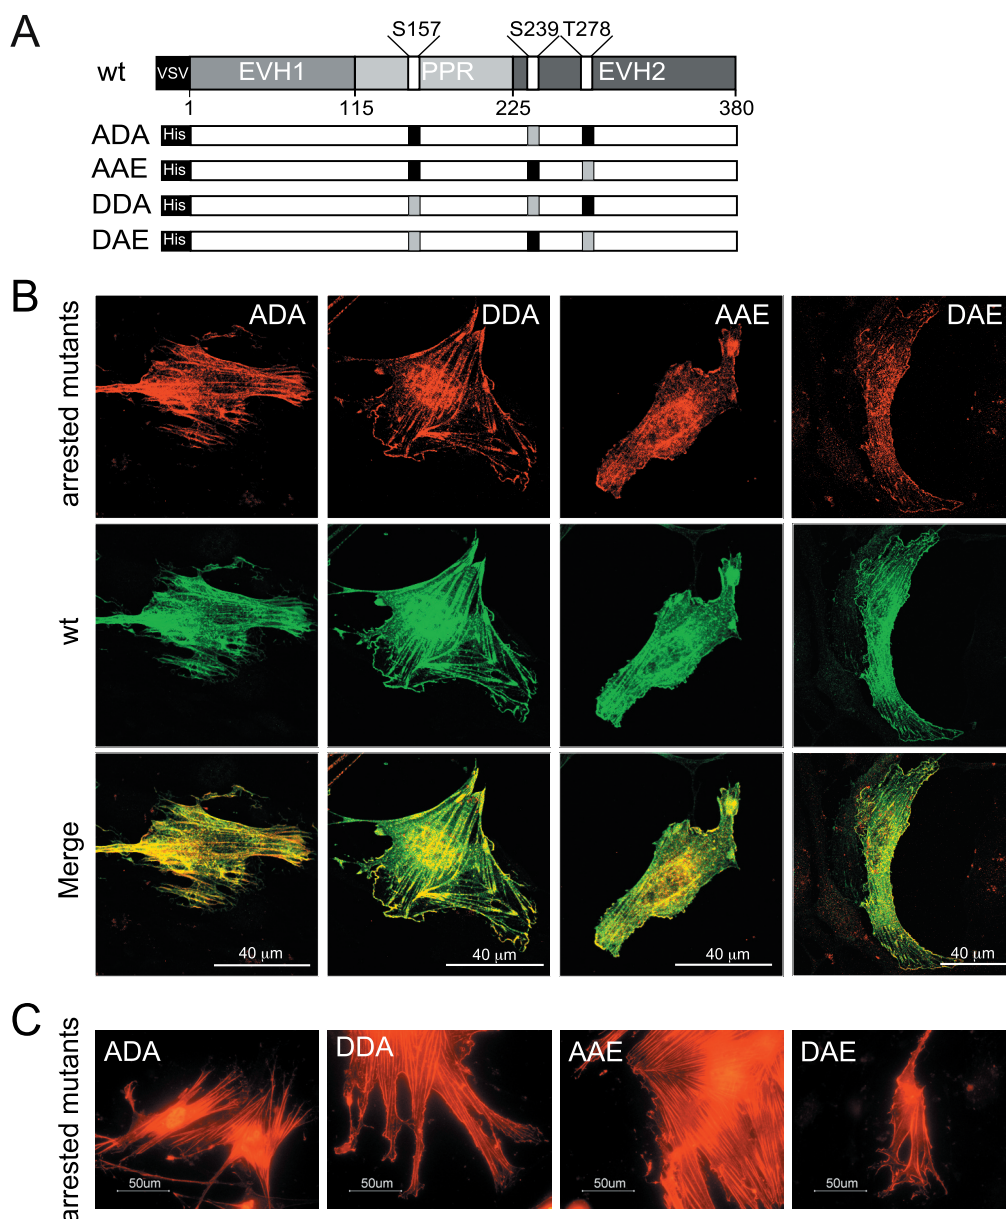 A
S157 S239 T278
wt VSV EVH1 PPR EVH2
1 115 225 380
ADA His
AAE His
DDA His
DAE His
B
arrested mutants
ADA DDA AAE DAE
wt
Merge
40 μm 40 μm 40 μm 40 μm
C
arrested mutants
ADA DDA AAE DAE
50um 50um 50um 50um